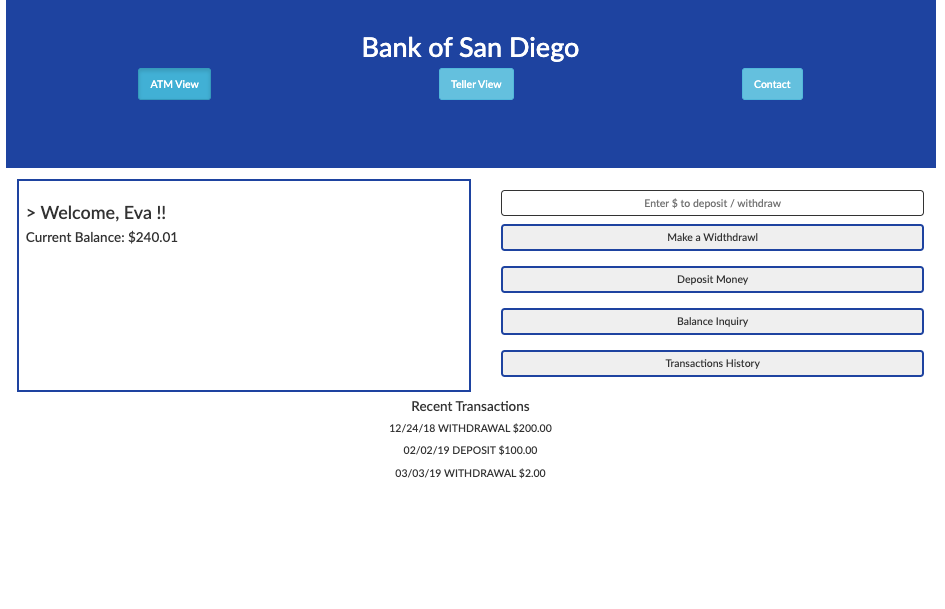 Bank of San Diego
ATM View
Teller View
Contact
> Welcome, Eva !!
Current Balance: $240.01
Enter $ to deposit / withdraw
Make a Widthdrawl
Deposit Money
Balance Inquiry
Transactions History
Recent Transactions
12/24/18 WITHDRAWAL $200.00
02/02/19 DEPOSIT $100.00
03/03/19 WITHDRAWAL $2.00